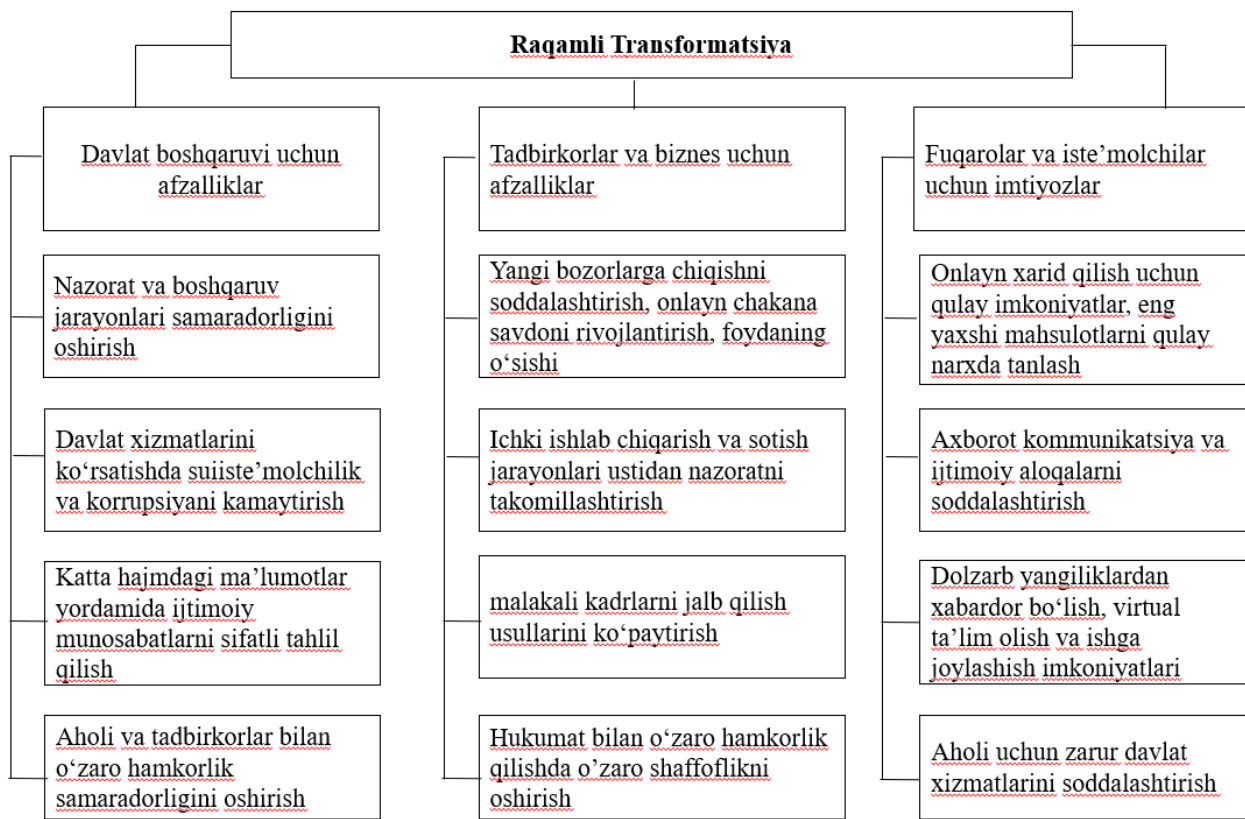 Raqamli Transformatsiya
Davlat boshqaruvi uchun
afzalliklar
Nazorat va boshqaruv
jarayonlari samaradorligini
oshirish
Davlat xizmatlarini
ko‘rsatishda suiiste’molchilik
va korrupsiyani kamaytirish
Katta hajmdagi ma’lumotlar
yordamida ijtimoiy
munosabatlarni sifatli tahlil
qilish
Aholi va tadbirkorlar bilan
o‘zaro hamkorlik
samaradorligini oshirish
Tadbirkorlar va biznes uchun
afzalliklar
Yangi bozorlarga chiqishni
soddalashtirish, onlayn chakana
savdoni rivojlantirish, foydaning
o‘sishi
Ichki ishlab chiqarish va sotish
jarayonlari ustidan nazoratni
takomillashtirish
malakali kadrlarni jalb qilish
usullarini ko‘paytirish
Hukumat bilan o‘zaro hamkorlik
qilishda o’zaro shaffoflikni
oshirish
Fuqarolar va iste’molchilar
uchun imtiyozlar
Onlayn xarid qilish uchun
qulay imkoniyatlar, eng
yaxshi mahsulotlarni qulay
narxda tanlash
Axborot kommunikatsiya va
ijtimoiy aloqalarni
soddalashtirish
Dolzarb yangiliklardan
xabardor bo‘lish, virtual
ta’lim olish va ishga
joylashish imkoniyatlari
Aholi uchun zarur davlat
xizmatlarini soddalashtirish